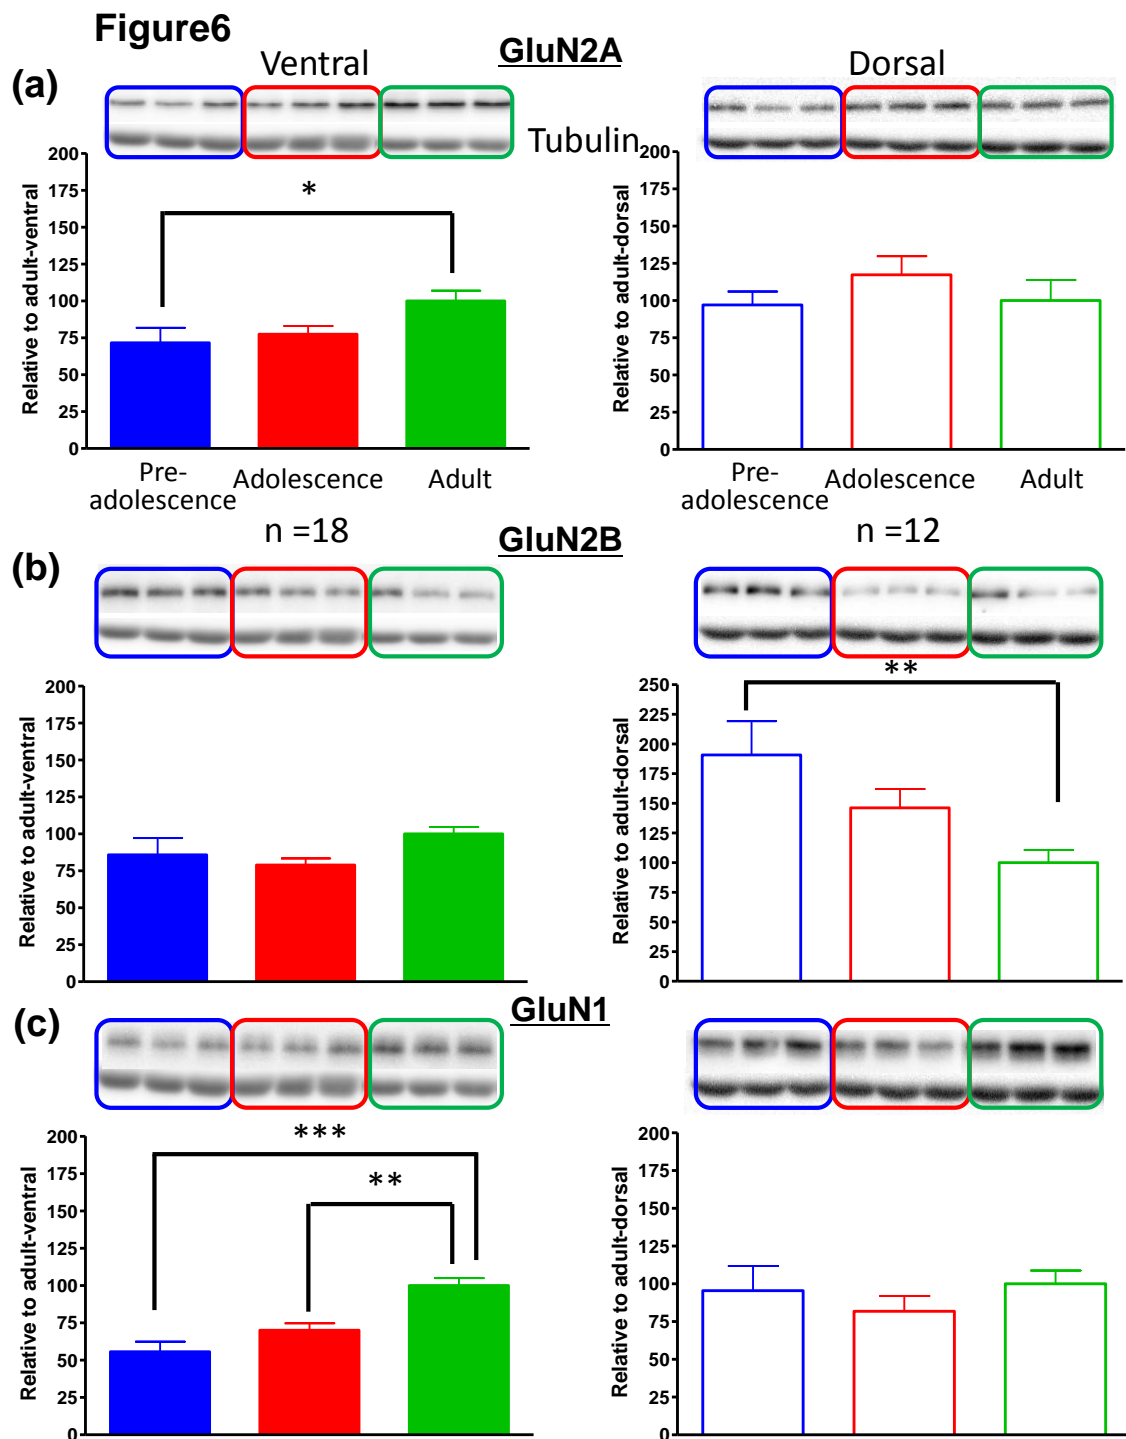 Figure6
GluN2A
(a)
Ventral
Dorsal
Tubulin
Relative to adult-ventral
200
175
150
125
100
75
50
25
0
*
Pre-
adolescence
Adolescence
Adult
n =18
Relative to adult-dorsal
200
175
150
125
100
75
50
25
0
Pre-
adolescence
Adolescence
Adult
n =12
GluN2B
(b)
Relative to adult-ventral
200
175
150
125
100
75
50
25
0
Relative to adult-dorsal
250
225
200
175
150
125
100
75
50
25
0
**
GluN1
(c)
Relative to adult-ventral
200
175
150
125
100
75
50
25
0
***
**
Relative to adult-dorsal
200
175
150
125
100
75
50
25
0